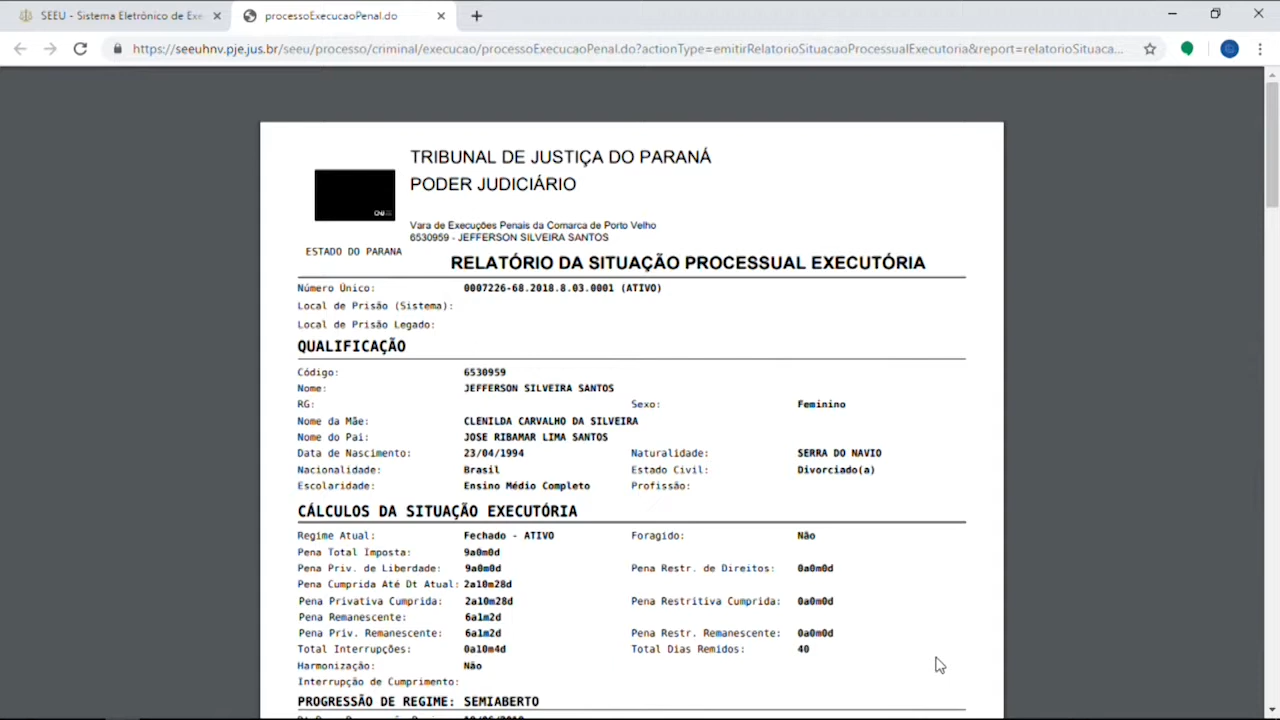 SEEU - Sistema Eletrônico de Exe
processoExecucaoPenal.do
https://seeuhnv.pje.jus.br/seeu/processo/criminal/execucao/processoExecucaoPenal.do?actionType=emitirRelatorioSituacaoProcessualExecutoria&report=relatorioSituaca...
TRIBUNAL DE JUSTIÇA DO PARANÁ
PODER JUDICIÁRIO
CNJ
Vara de Execuções Penais da Comarca de Porto Velho
6530959 - JEFFERSON SILVEIRA SANTOS
ESTADO DO PARANA
RELATÓRIO DA SITUAÇÃO PROCESSUAL EXECUTÓRIA
Número Único: 0007226-68.2018.8.03.0001 (ATIVO)
Local de Prisão (Sistema):
Local de Prisão Legado:
QUALIFICAÇÃO
Código: 6530959
Nome: JEFFERSON SILVEIRA SANTOS
RG: Sexo: Feminino
Nome da Mãe: CLENILDA CARVALHO DA SILVEIRA
Nome do Pai: JOSE RIBAMAR LIMA SANTOS
Data de Nascimento: 23/04/1994 Naturalidade: SERRA DO NAVIO
Nacionalidade: Brasil Estado Civil: Divorciado(a)
Escolaridade: Ensino Médio Completo Profissão:
CÁLCULOS DA SITUAÇÃO EXECUTÓRIA
Regime Atual: Fechado - ATIVO Foragido: Não
Pena Total Imposta: 9a0m0d
Pena Priv. de Liberdade: 9a0m0d Pena Restr. de Direitos: 0a0m0d
Pena Cumprida Até Dt Atual: 2a10m28d
Pena Privativa Cumprida: 2a10m28d Pena Restritiva Cumprida: 0a0m0d
Pena Remanescente: 6a1m2d
Pena Priv. Remanescente: 6a1m2d Pena Restr. Remanescente: 0a0m0d
Total Interrupções: 0a10m4d Total Dias Remidos: 40
Harmonização: Não
Interrupção de Cumprimento:
PROGRESSÃO DE REGIME: SEMIABERTO